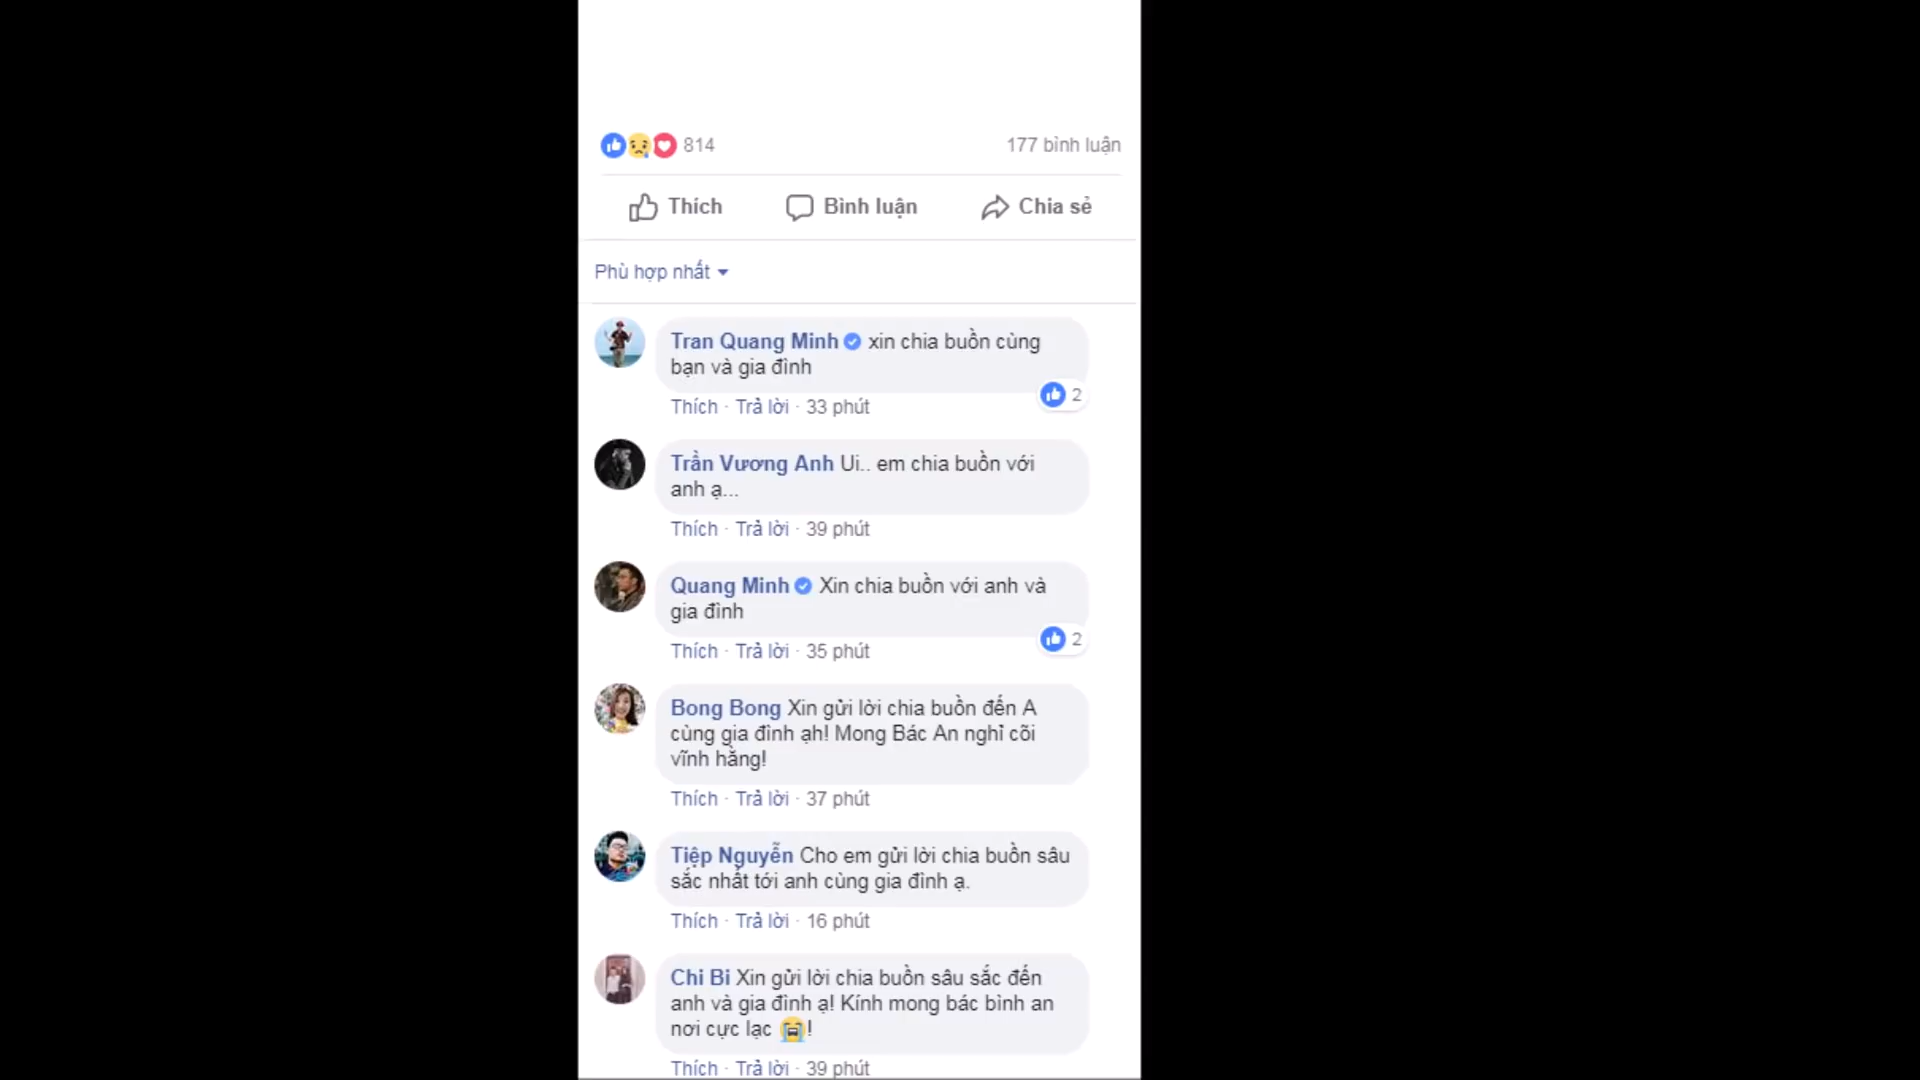 814 177 bình luận
Thích Bình luận Chia sẻ
Phù hợp nhất
Tran Quang Minh xin chia buồn cùng
bạn và gia đình
2
Thích · Trả lời · 33 phút
Trần Vương Anh Ui.. em chia buồn với
anh ạ...
Thích · Trả lời · 39 phút
Quang Minh Xin chia buồn với anh và
gia đình
2
Thích · Trả lời · 35 phút
Bong Bong Xin gửi lời chia buồn đến A
cùng gia đình ạh! Mong Bác An nghỉ cõi
vĩnh hằng!
Thích · Trả lời · 37 phút
Tiệp Nguyễn Cho em gửi lời chia buồn sâu
sắc nhất tới anh cùng gia đình ạ.
Thích · Trả lời · 16 phút
Chi Bi Xin gửi lời chia buồn sâu sắc đến
anh và gia đình ạ! Kính mong bác bình an
nơi cực lạc 😭!
Thích · Trả lời · 39 phút